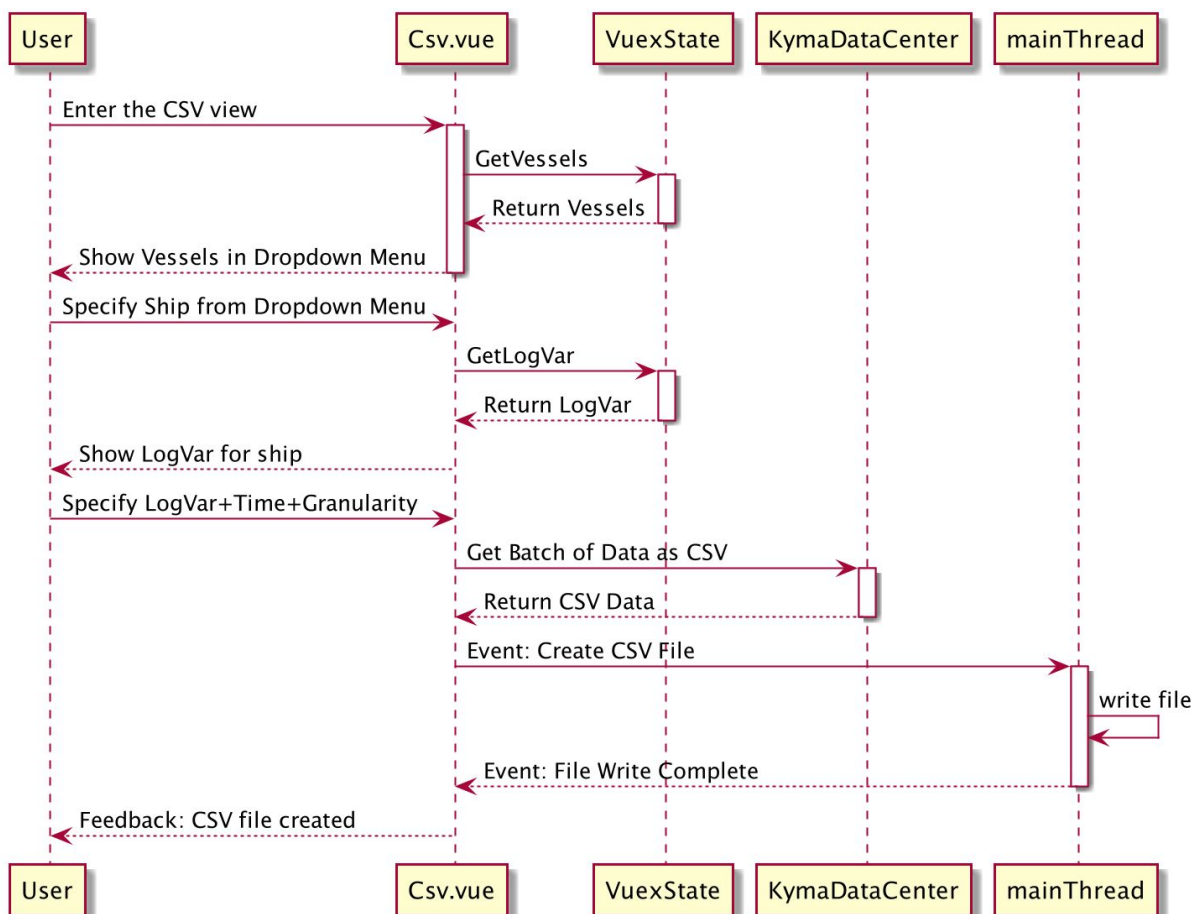 User
Csv.vue
VuexState
KymaDataCenter
mainThread
Enter the CSV view
GetVessels
Return Vessels
Show Vessels in Dropdown Menu
Specify Ship from Dropdown Menu
GetLogVar
Return LogVar
Show LogVar for ship
Specify LogVar+Time+Granularity
Get Batch of Data as CSV
Return CSV Data
Event: Create CSV File
write file
Event: File Write Complete
Feedback: CSV file created
User
Csv.vue
VuexState
KymaDataCenter
mainThread